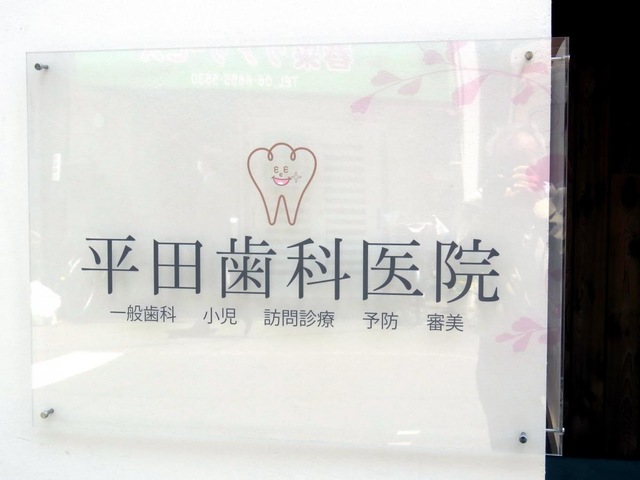 平田歯科医院
一般歯科 小児 訪問診療 予防 審美